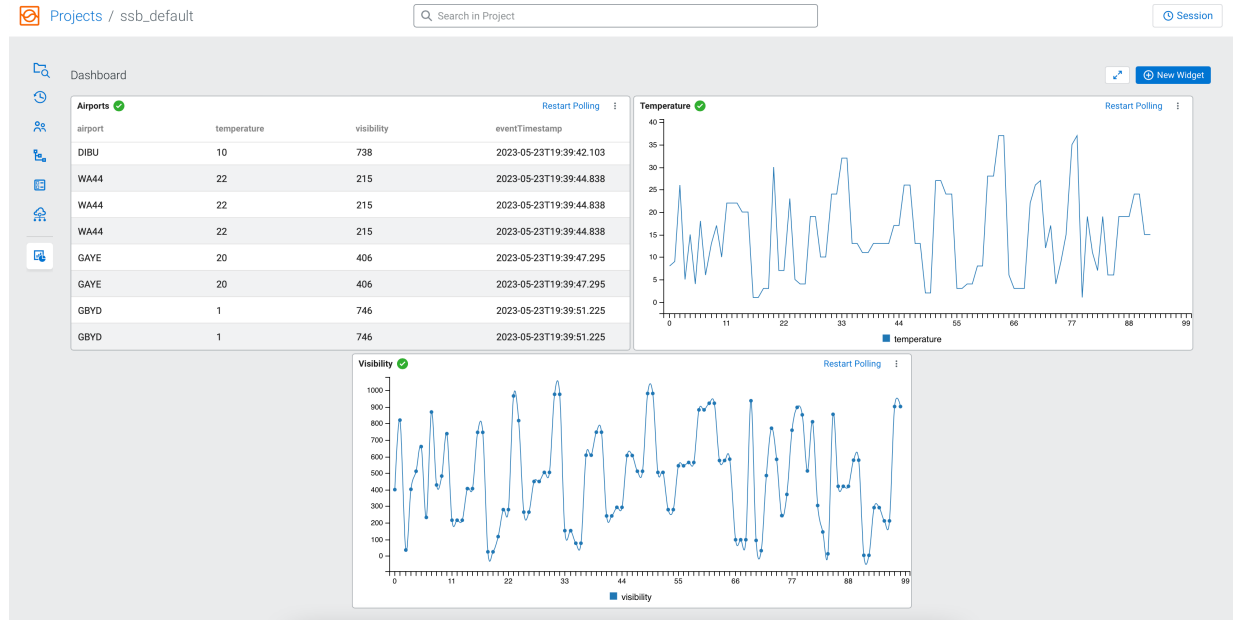 Projects / ssb_default
Search in Project
Session
Dashboard
New Widget
Airports
Restart Polling
airport temperature visibility eventTimestamp
DIBU 10 738 2023-05-23T19:39:42.103
WA44 22 215 2023-05-23T19:39:44.838
WA44 22 215 2023-05-23T19:39:44.838
WA44 22 215 2023-05-23T19:39:44.838
GAYE 20 406 2023-05-23T19:39:47.295
GAYE 20 406 2023-05-23T19:39:47.295
GBYD 1 746 2023-05-23T19:39:51.225
GBYD 1 746 2023-05-23T19:39:51.225
Temperature
Restart Polling
40
35
30
25
20
15
10
5
0
0 11 22 33 44 55 66 77 88 99
temperature
Visibility
Restart Polling
1000
900
800
700
600
500
400
300
200
100
0
0 11 22 33 44 55 66 77 88 99
visibility